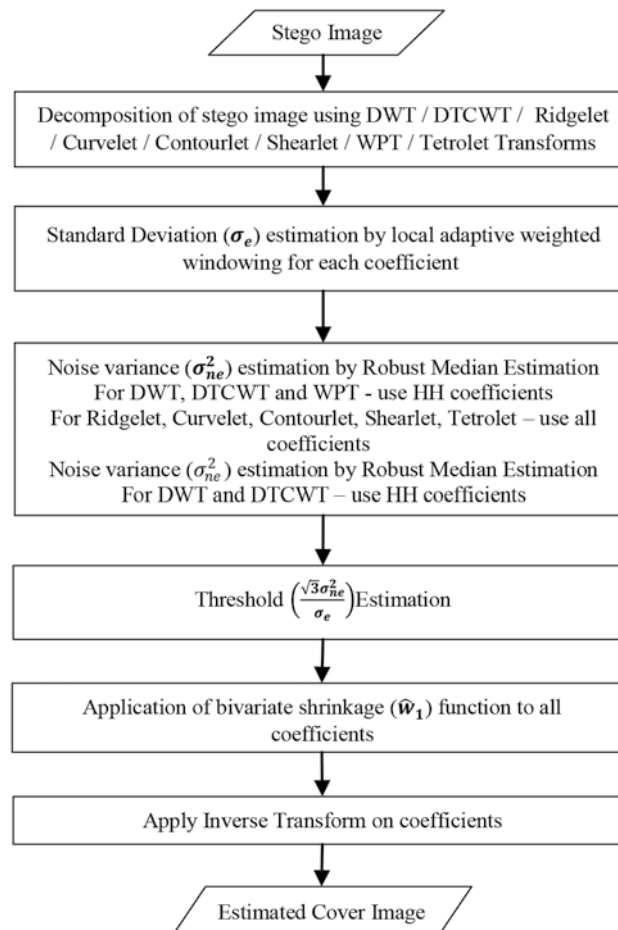 Stego Image
Decomposition of stego image using DWT / DTCWT / Ridgelet
/ Curvelet / Contourlet / Shearlet / WPT / Tetrolet Transforms
Standard Deviation (σₑ) estimation by local adaptive weighted
windowing for each coefficient
Noise variance (σ²ₙₑ) estimation by Robust Median Estimation
For DWT, DTCWT and WPT - use HH coefficients
For Ridgelet, Curvelet, Contourlet, Shearlet, Tetrolet – use all
coefficients
Noise variance (σ²ₙₑ) estimation by Robust Median Estimation
For DWT and DTCWT – use HH coefficients
Threshold (√3σ²ₙₑ / σₑ) Estimation
Application of bivariate shrinkage (ŵ₁) function to all
coefficients
Apply Inverse Transform on coefficients
Estimated Cover Image